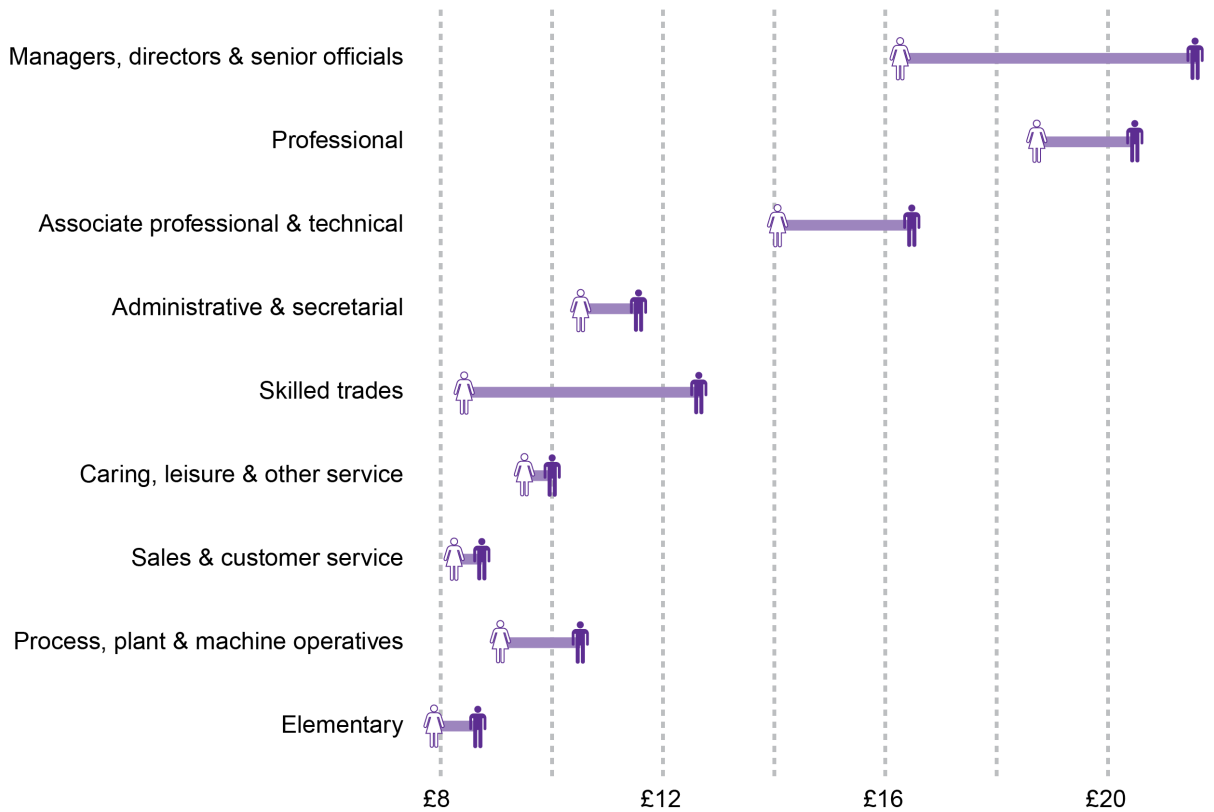 Managers, directors & senior officials
Professional
Associate professional & technical
Administrative & secretarial
Skilled trades
Caring, leisure & other service
Sales & customer service
Process, plant & machine operatives
Elementary
£8 £12 £16 £20